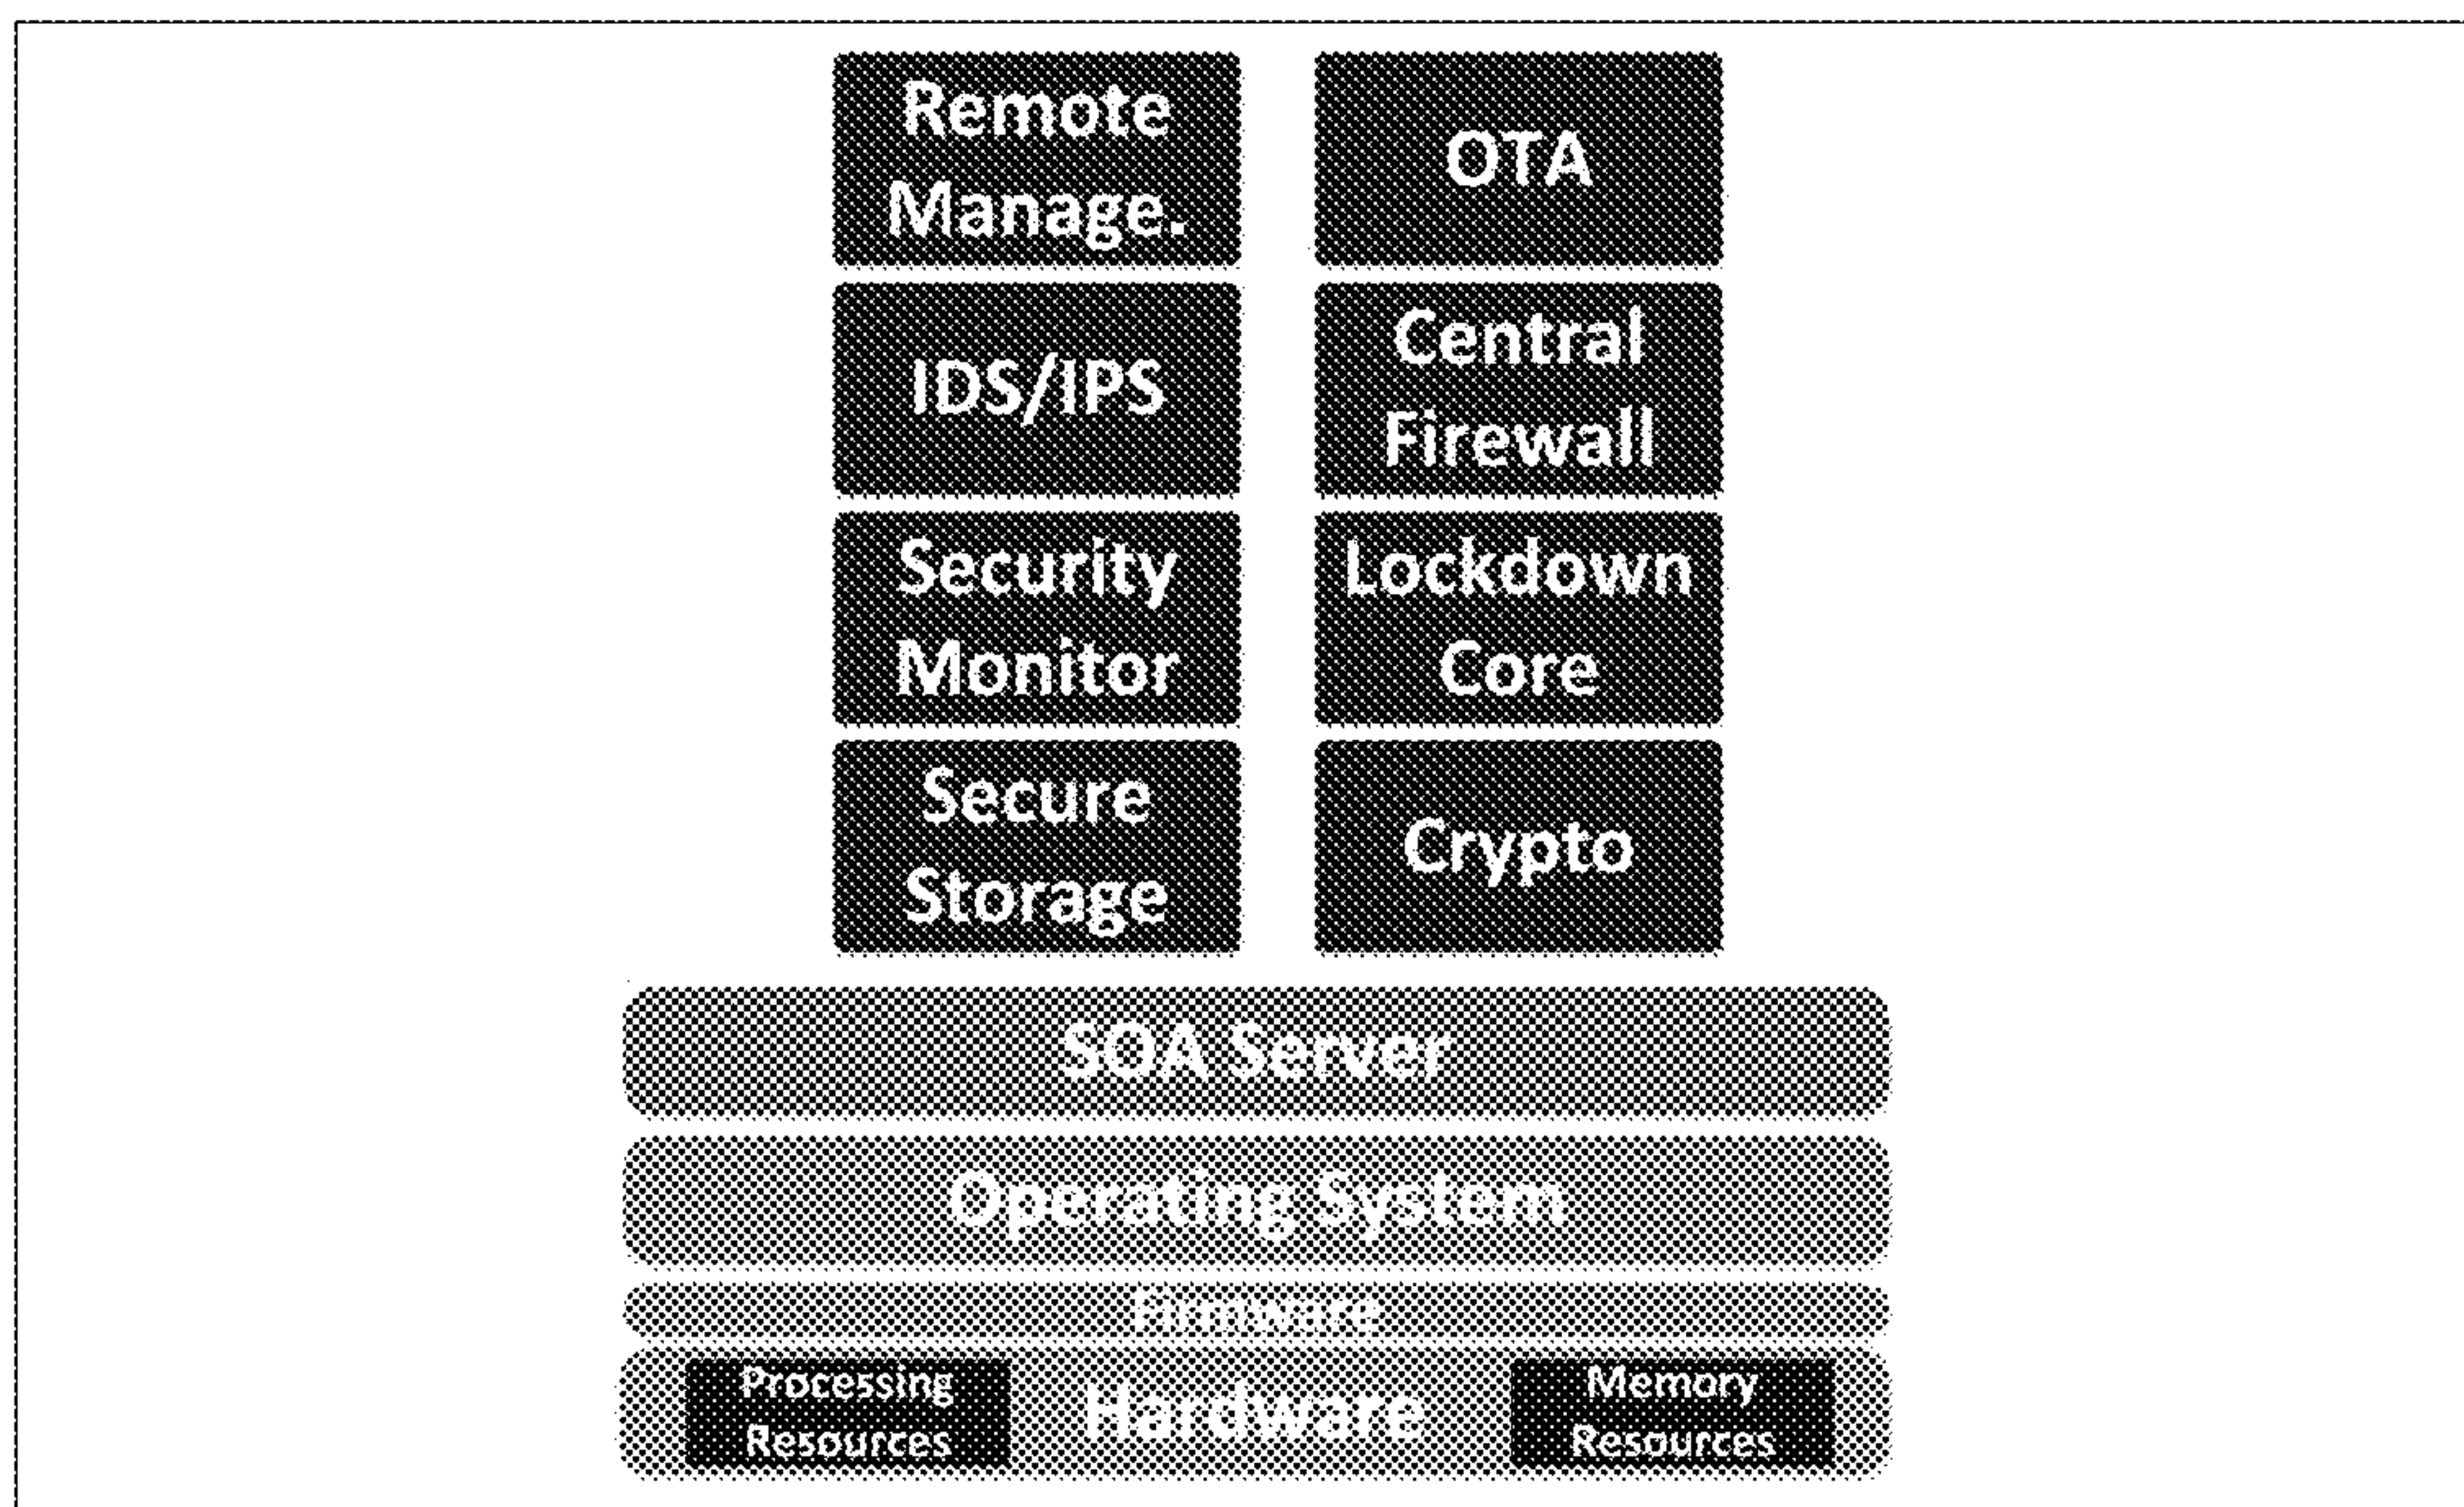 Remote
Manage.
OTA
IDS/IPS
Central
Firewall
Security
Monitor
Lockdown
Core
Secure
Storage
Crypto
SOA Server
Operating System
Firmware
Processing
Resources
Hardware
Memory
Resources